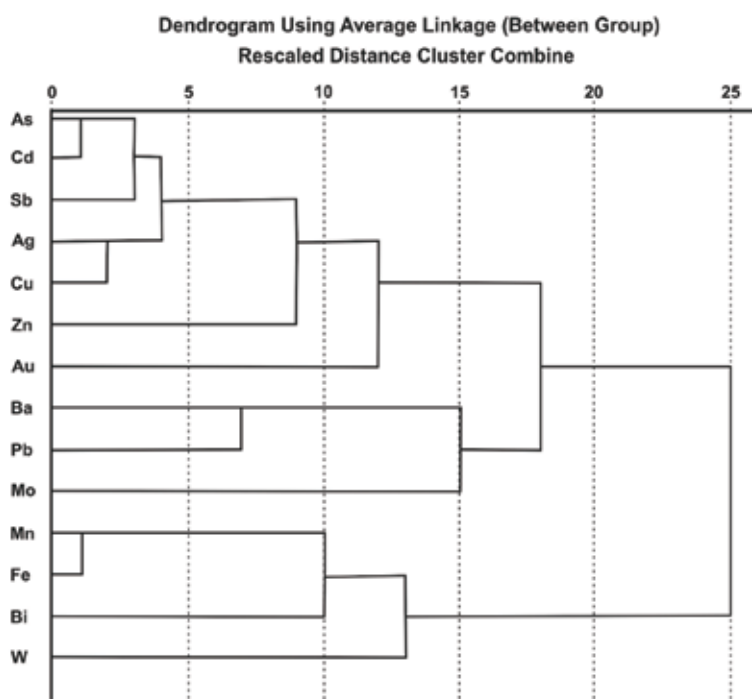 Dendrogram Using Average Linkage (Between Group)
Rescaled Distance Cluster Combine
0 5 10 15 20 25
As
Cd
Sb
Ag
Cu
Zn
Au
Ba
Pb
Mo
Mn
Fe
Bi
W